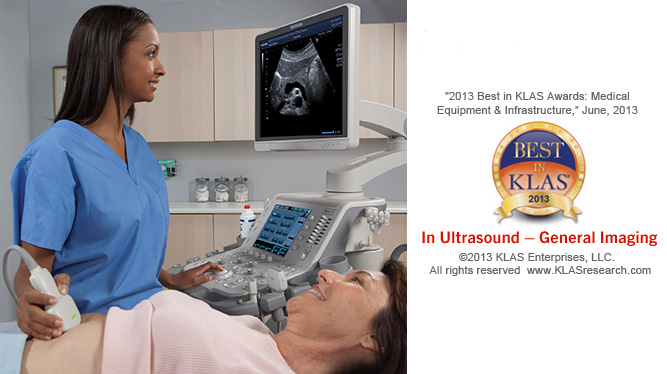 "2013 Best in KLAS Awards: Medical
Equipment & Infrastructure," June, 2013
BEST
IN
KLAS®
2013
In Ultrasound – General Imaging
©2013 KLAS Enterprises, LLC.
All rights reserved www.KLASresearch.com